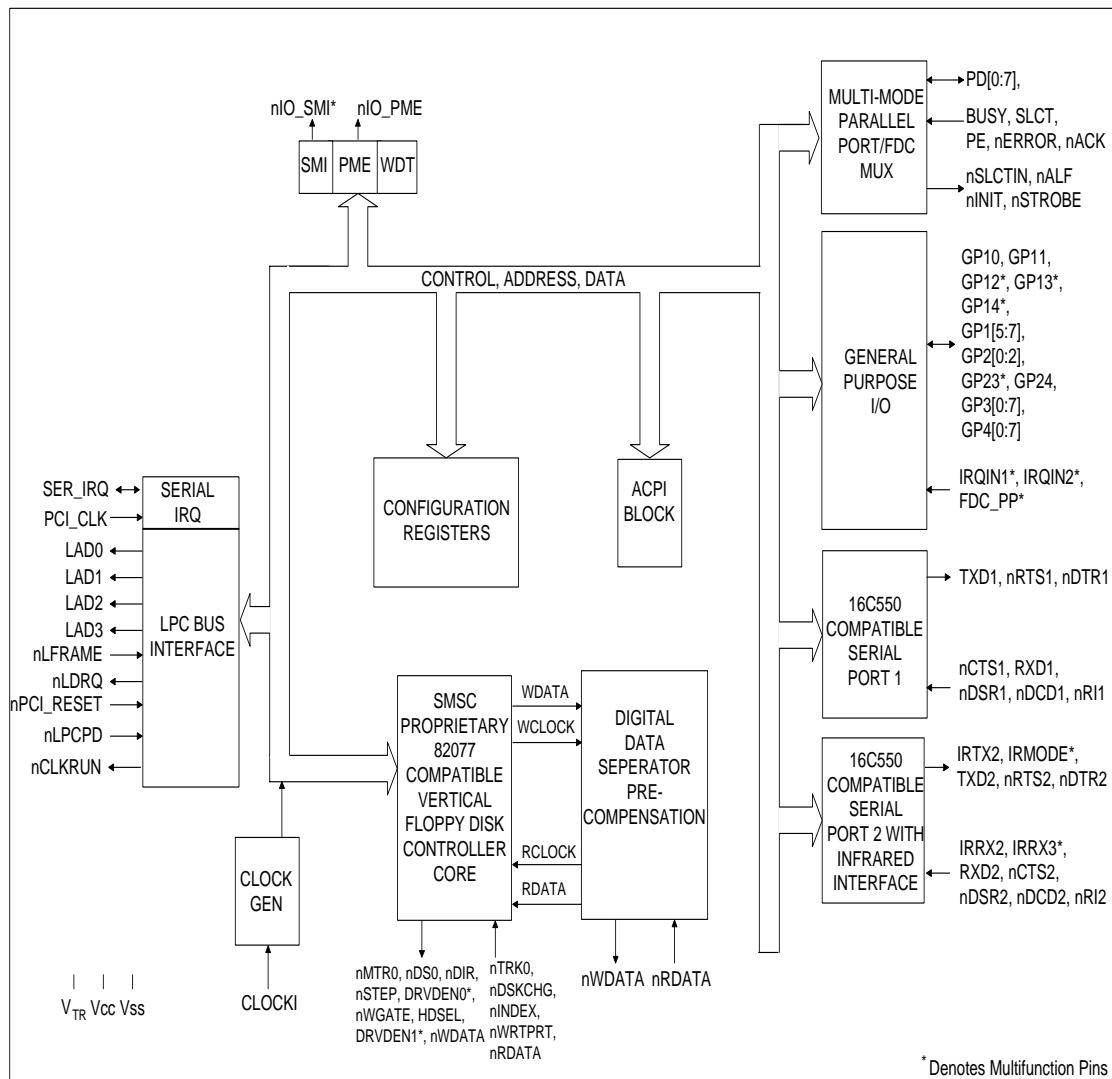 nIO_SMI*
nIO_PME
SMI
PME
WDT
MULTI-MODE
PARALLEL
PORT/FDC
MUX
PD[0:7],
BUSY, SLCT,
PE, nERROR, nACK
nSLCTIN, nALF
nINIT, nSTROBE
CONTROL, ADDRESS, DATA
GENERAL
PURPOSE
I/O
GP10, GP11,
GP12*, GP13*,
GP14*,
GP1[5:7],
GP2[0:2],
GP23*, GP24,
GP3[0:7],
GP4[0:7]
IRQIN1*, IRQIN2*,
FDC_PP*
SER_IRQ
PCI_CLK
SERIAL
IRQ
LAD0
LAD1
LAD2
LAD3
nLFRAME
nLDRQ
nPCI_RESET
nLPCPD
nCLKRUN
LPC BUS
INTERFACE
CONFIGURATION
REGISTERS
ACPI
BLOCK
16C550
COMPATIBLE
SERIAL
PORT 1
TXD1, nRTS1, nDTR1
nCTS1, RXD1,
nDSR1, nDCD1, nRI1
SMSC
PROPRIETARY
82077
COMPATIBLE
VERTICAL
FLOPPY DISK
CONTROLLER
CORE
WDATA
WCLOCK
RCLOCK
RDATA
DIGITAL
DATA
SEPERATOR
PRE-
COMPENSATION
16C550
COMPATIBLE
SERIAL
PORT 2 WITH
INFRARED
INTERFACE
IRTX2, IRMODE*,
TXD2, nRTS2, nDTR2
IRRX2, IRRX3*,
RXD2, nCTS2,
nDSR2, nDCD2, nRI2
CLOCK
GEN
CLOCKI
nMTR0, nDS0, nDIR,
nSTEP, DRVDEN0*,
nWGATE, HDSEL,
DRVDEN1*, nWDATA
nTRK0,
nDSKCHG,
nINDEX,
nWRTPRT,
nRDATA
nWDATA
nRDATA
VTR Vcc Vss
* Denotes Multifunction Pins